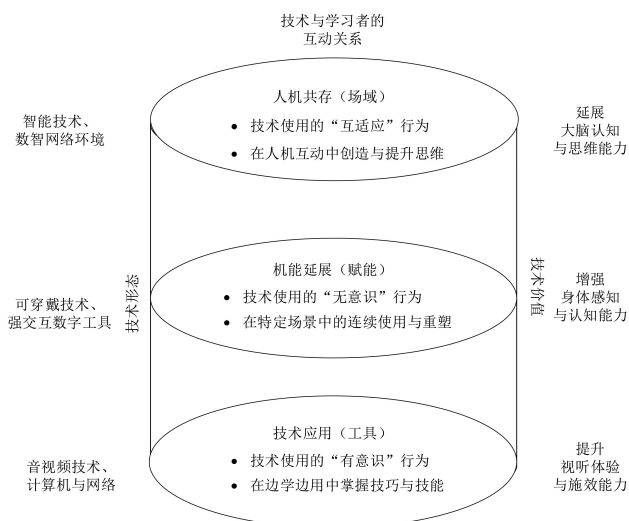 技术与学习者的
互动关系
人机共存（场域）
● 技术使用的“互适应”行为
● 在人机互动中创造与提升思维
智能技术、
数智网络环境
延展
大脑认知
与思维能力
机能延展（赋能）
● 技术使用的“无意识”行为
● 在特定场景中的连续使用与重塑
可穿戴技术、
强交互数字工具
技术形态
技术价值
增强
身体感知
与认知能力
技术应用（工具）
● 技术使用的“有意识”行为
● 在边学边用中掌握技巧与技能
音视频技术、
计算机与网络
提升
视听体验
与施效能力